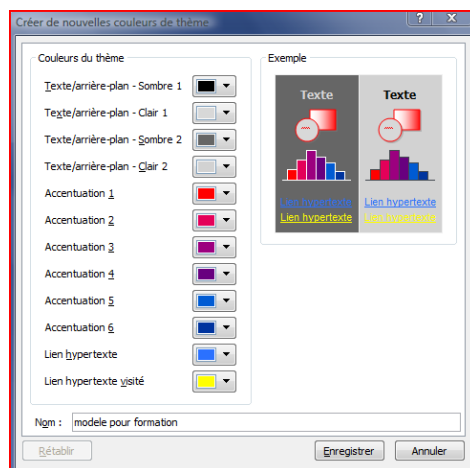 Créer de nouvelles couleurs de thème
Couleurs du thème
Texte/arrière-plan - Sombre 1
Texte/arrière-plan - Clair 1
Texte/arrière-plan - Sombre 2
Texte/arrière-plan - Clair 2
Accentuation 1
Accentuation 2
Accentuation 3
Accentuation 4
Accentuation 5
Accentuation 6
Lien hypertexte
Lien hypertexte visité
Exemple
Texte Texte
Lien hypertexte Lien hypertexte
Lien hypertexte Lien hypertexte
Nom : modele pour formation
Rétablir Enregistrer Annuler